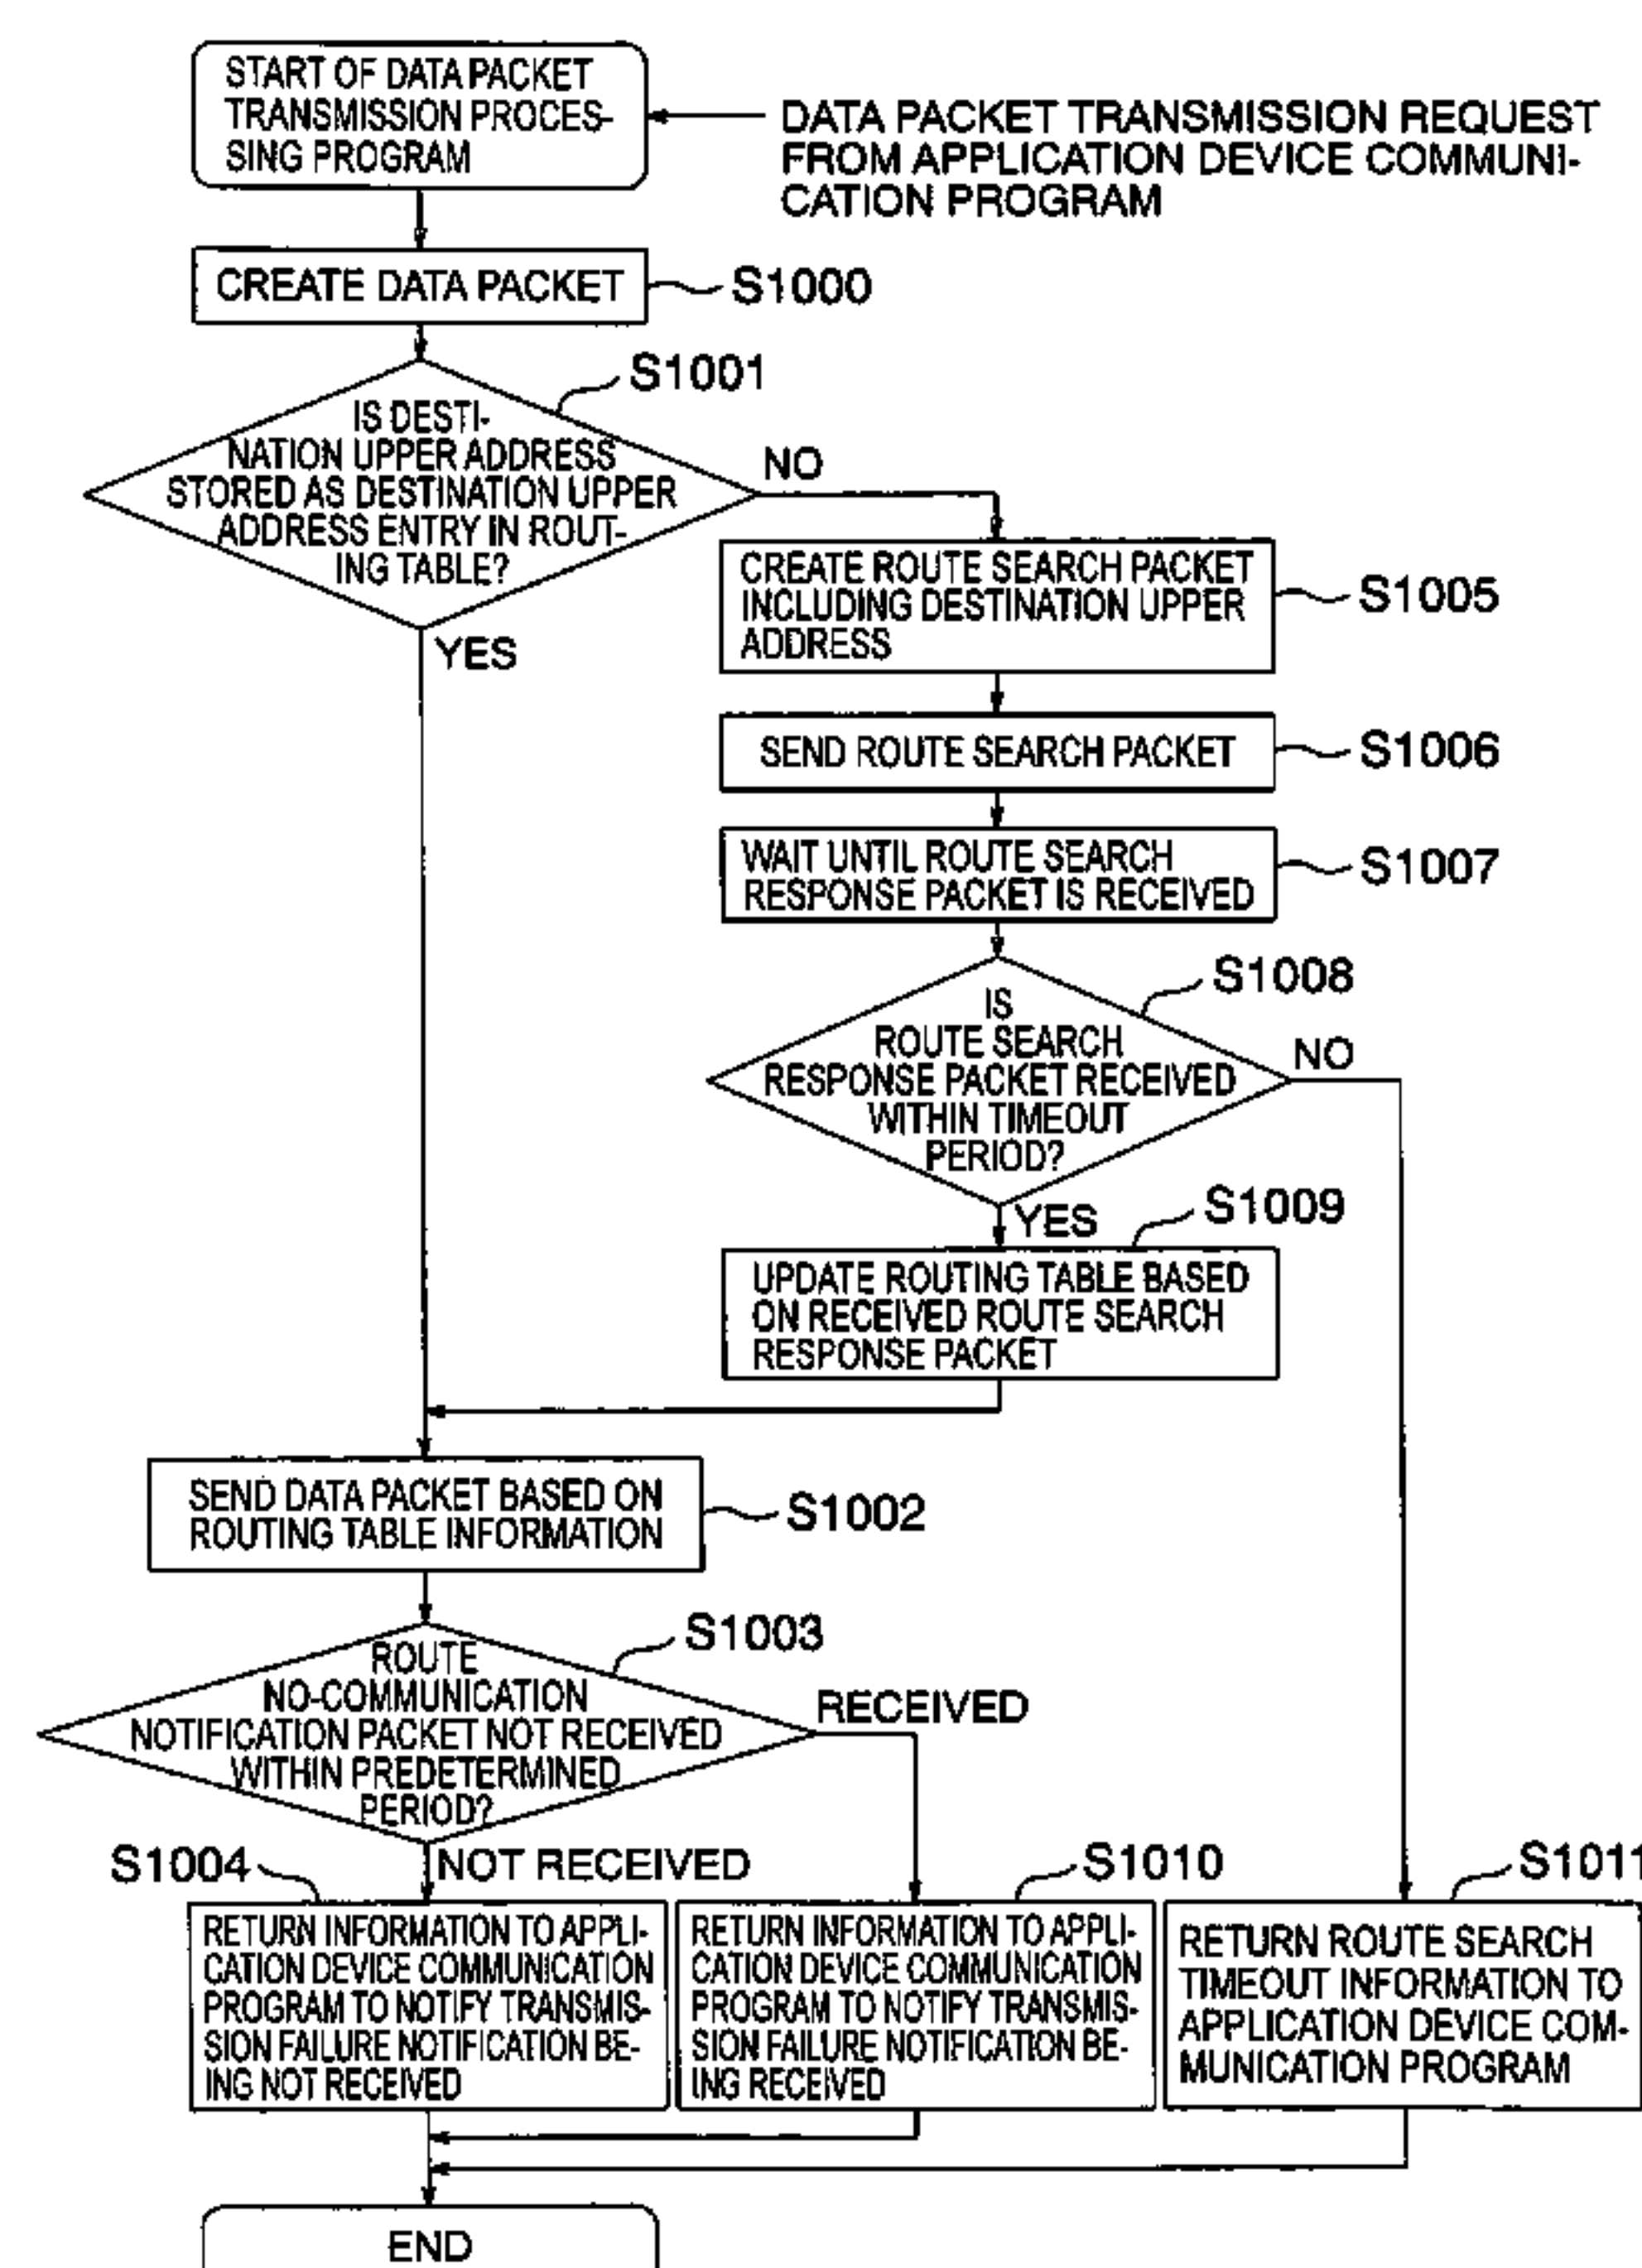 START OF DATA PACKET
TRANSMISSION PROCES-
SING PROGRAM
DATA PACKET TRANSMISSION REQUEST
FROM APPLICATION DEVICE COMMUNI-
CATION PROGRAM
CREATE DATA PACKET
S1000
S1001
IS DESTI-
NATION UPPER ADDRESS
STORED AS DESTINATION UPPER
ADDRESS ENTRY IN ROUT-
ING TABLE?
NO
YES
CREATE ROUTE SEARCH PACKET
INCLUDING DESTINATION UPPER
ADDRESS
S1005
SEND ROUTE SEARCH PACKET
S1006
WAIT UNTIL ROUTE SEARCH
RESPONSE PACKET IS RECEIVED
S1007
S1008
IS
ROUTE SEARCH
RESPONSE PACKET RECEIVED
WITHIN TIMEOUT
PERIOD?
NO
YES
S1009
UPDATE ROUTING TABLE BASED
ON RECEIVED ROUTE SEARCH
RESPONSE PACKET
SEND DATA PACKET BASED ON
ROUTING TABLE INFORMATION
S1002
S1003
ROUTE
NO-COMMUNICATION
NOTIFICATION PACKET NOT RECEIVED
WITHIN PREDETERMINED
PERIOD?
RECEIVED
NOT RECEIVED
S1004
RETURN INFORMATION TO APPLI-
CATION DEVICE COMMUNICATION
PROGRAM TO NOTIFY TRANSMIS-
SION FAILURE NOTIFICATION BE-
ING NOT RECEIVED
S1010
RETURN INFORMATION TO APPLI-
CATION DEVICE COMMUNICATION
PROGRAM TO NOTIFY TRANSMIS-
SION FAILURE NOTIFICATION BE-
ING RECEIVED
S1011
RETURN ROUTE SEARCH
TIMEOUT INFORMATION TO
APPLICATION DEVICE COM-
MUNICATION PROGRAM
END